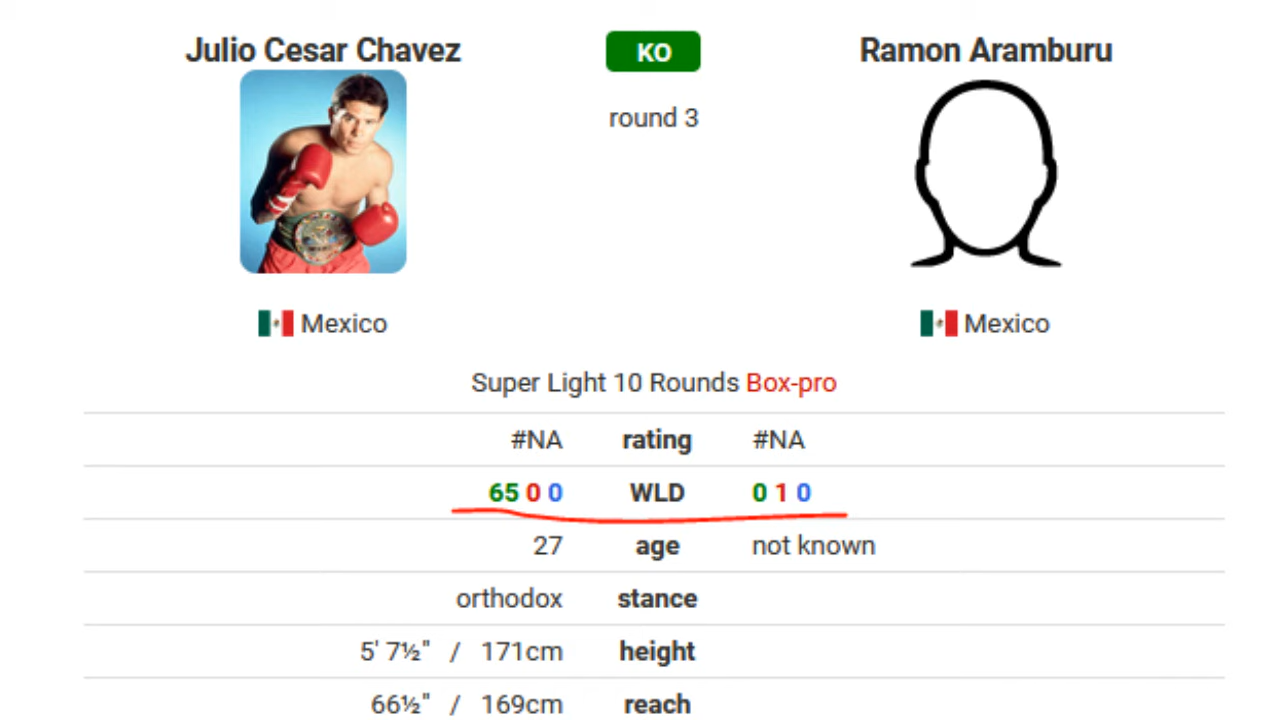 Julio Cesar Chavez KO Ramon Aramburu
round 3
Mexico Mexico
Super Light 10 Rounds Box-pro
#NA rating #NA
65 0 0 WLD 0 1 0
27 age not known
orthodox stance
5' 7½" / 171cm height
66½" / 169cm reach